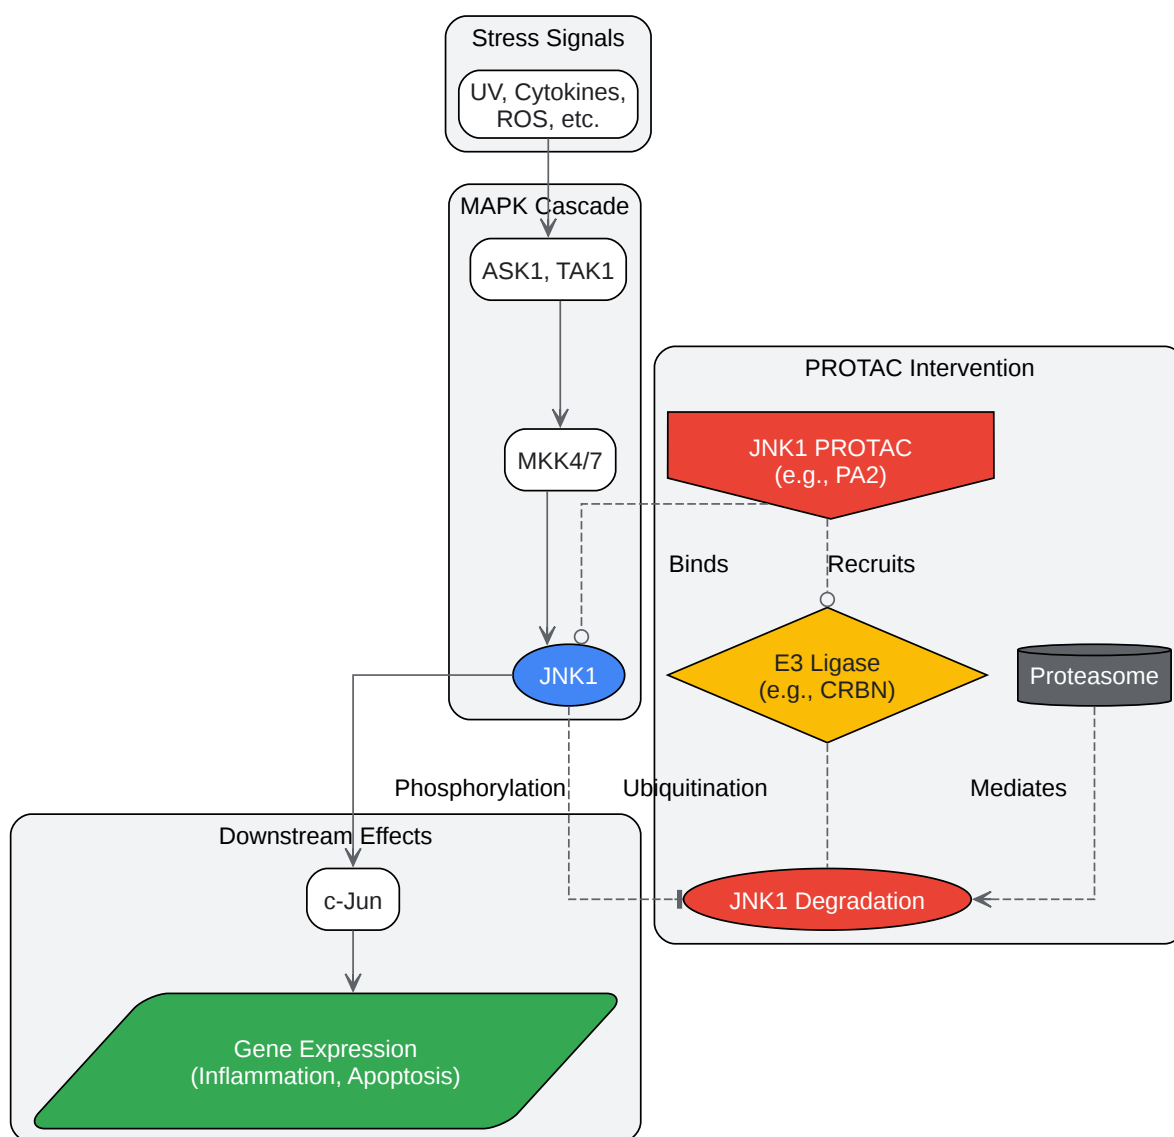 Stress Signals
UV, Cytokines,
ROS, etc.
MAPK Cascade
ASK1, TAK1
PROTAC Intervention
JNK1 PROTAC
(e.g., PA2)
MKK4/7
Binds
Recruits
E3 Ligase
(e.g., CRBN)
JNK1
Proteasome
Phosphorylation
Ubiquitination
Mediates
Downstream Effects
c-Jun
JNK1 Degradation
Gene Expression
(Inflammation, Apoptosis)